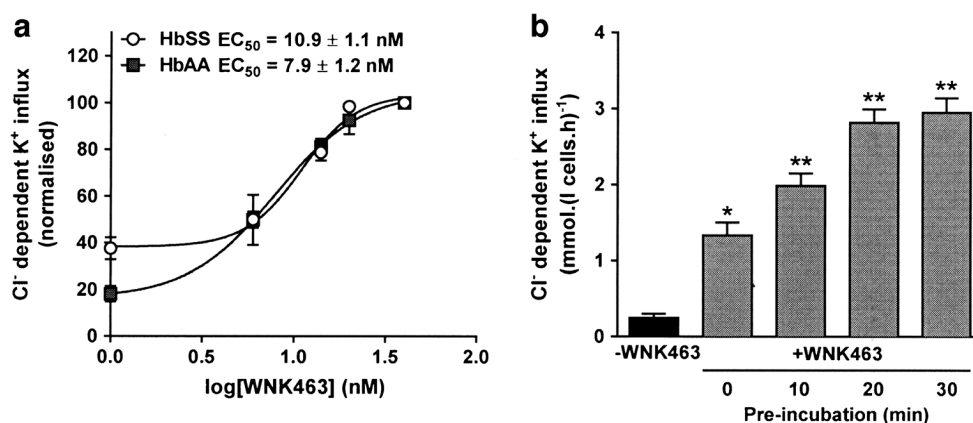 a
HbSS EC50 = 10.9 ± 1.1 nM
HbAA EC50 = 7.9 ± 1.2 nM
Cl- dependent K+ influx
(normalised)
120
100
80
60
40
20
0
0.0 0.5 1.0 1.5 2.0
log[WNK463] (nM)
b
Cl- dependent K+ influx
(mmol.(l cells.h)-1
4
3
2
1
0
* ** ** **
-WNK463 +WNK463
0 10 20 30
Pre-incubation (min)